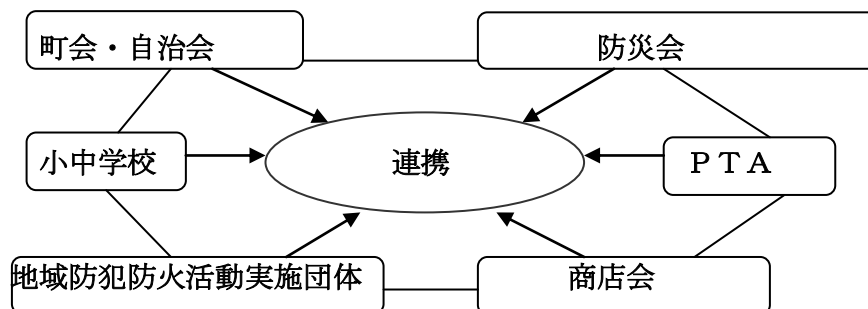 町会・自治会
防災会
小中学校
連携
ＰＴＡ
地域防犯防火活動実施団体
商店会